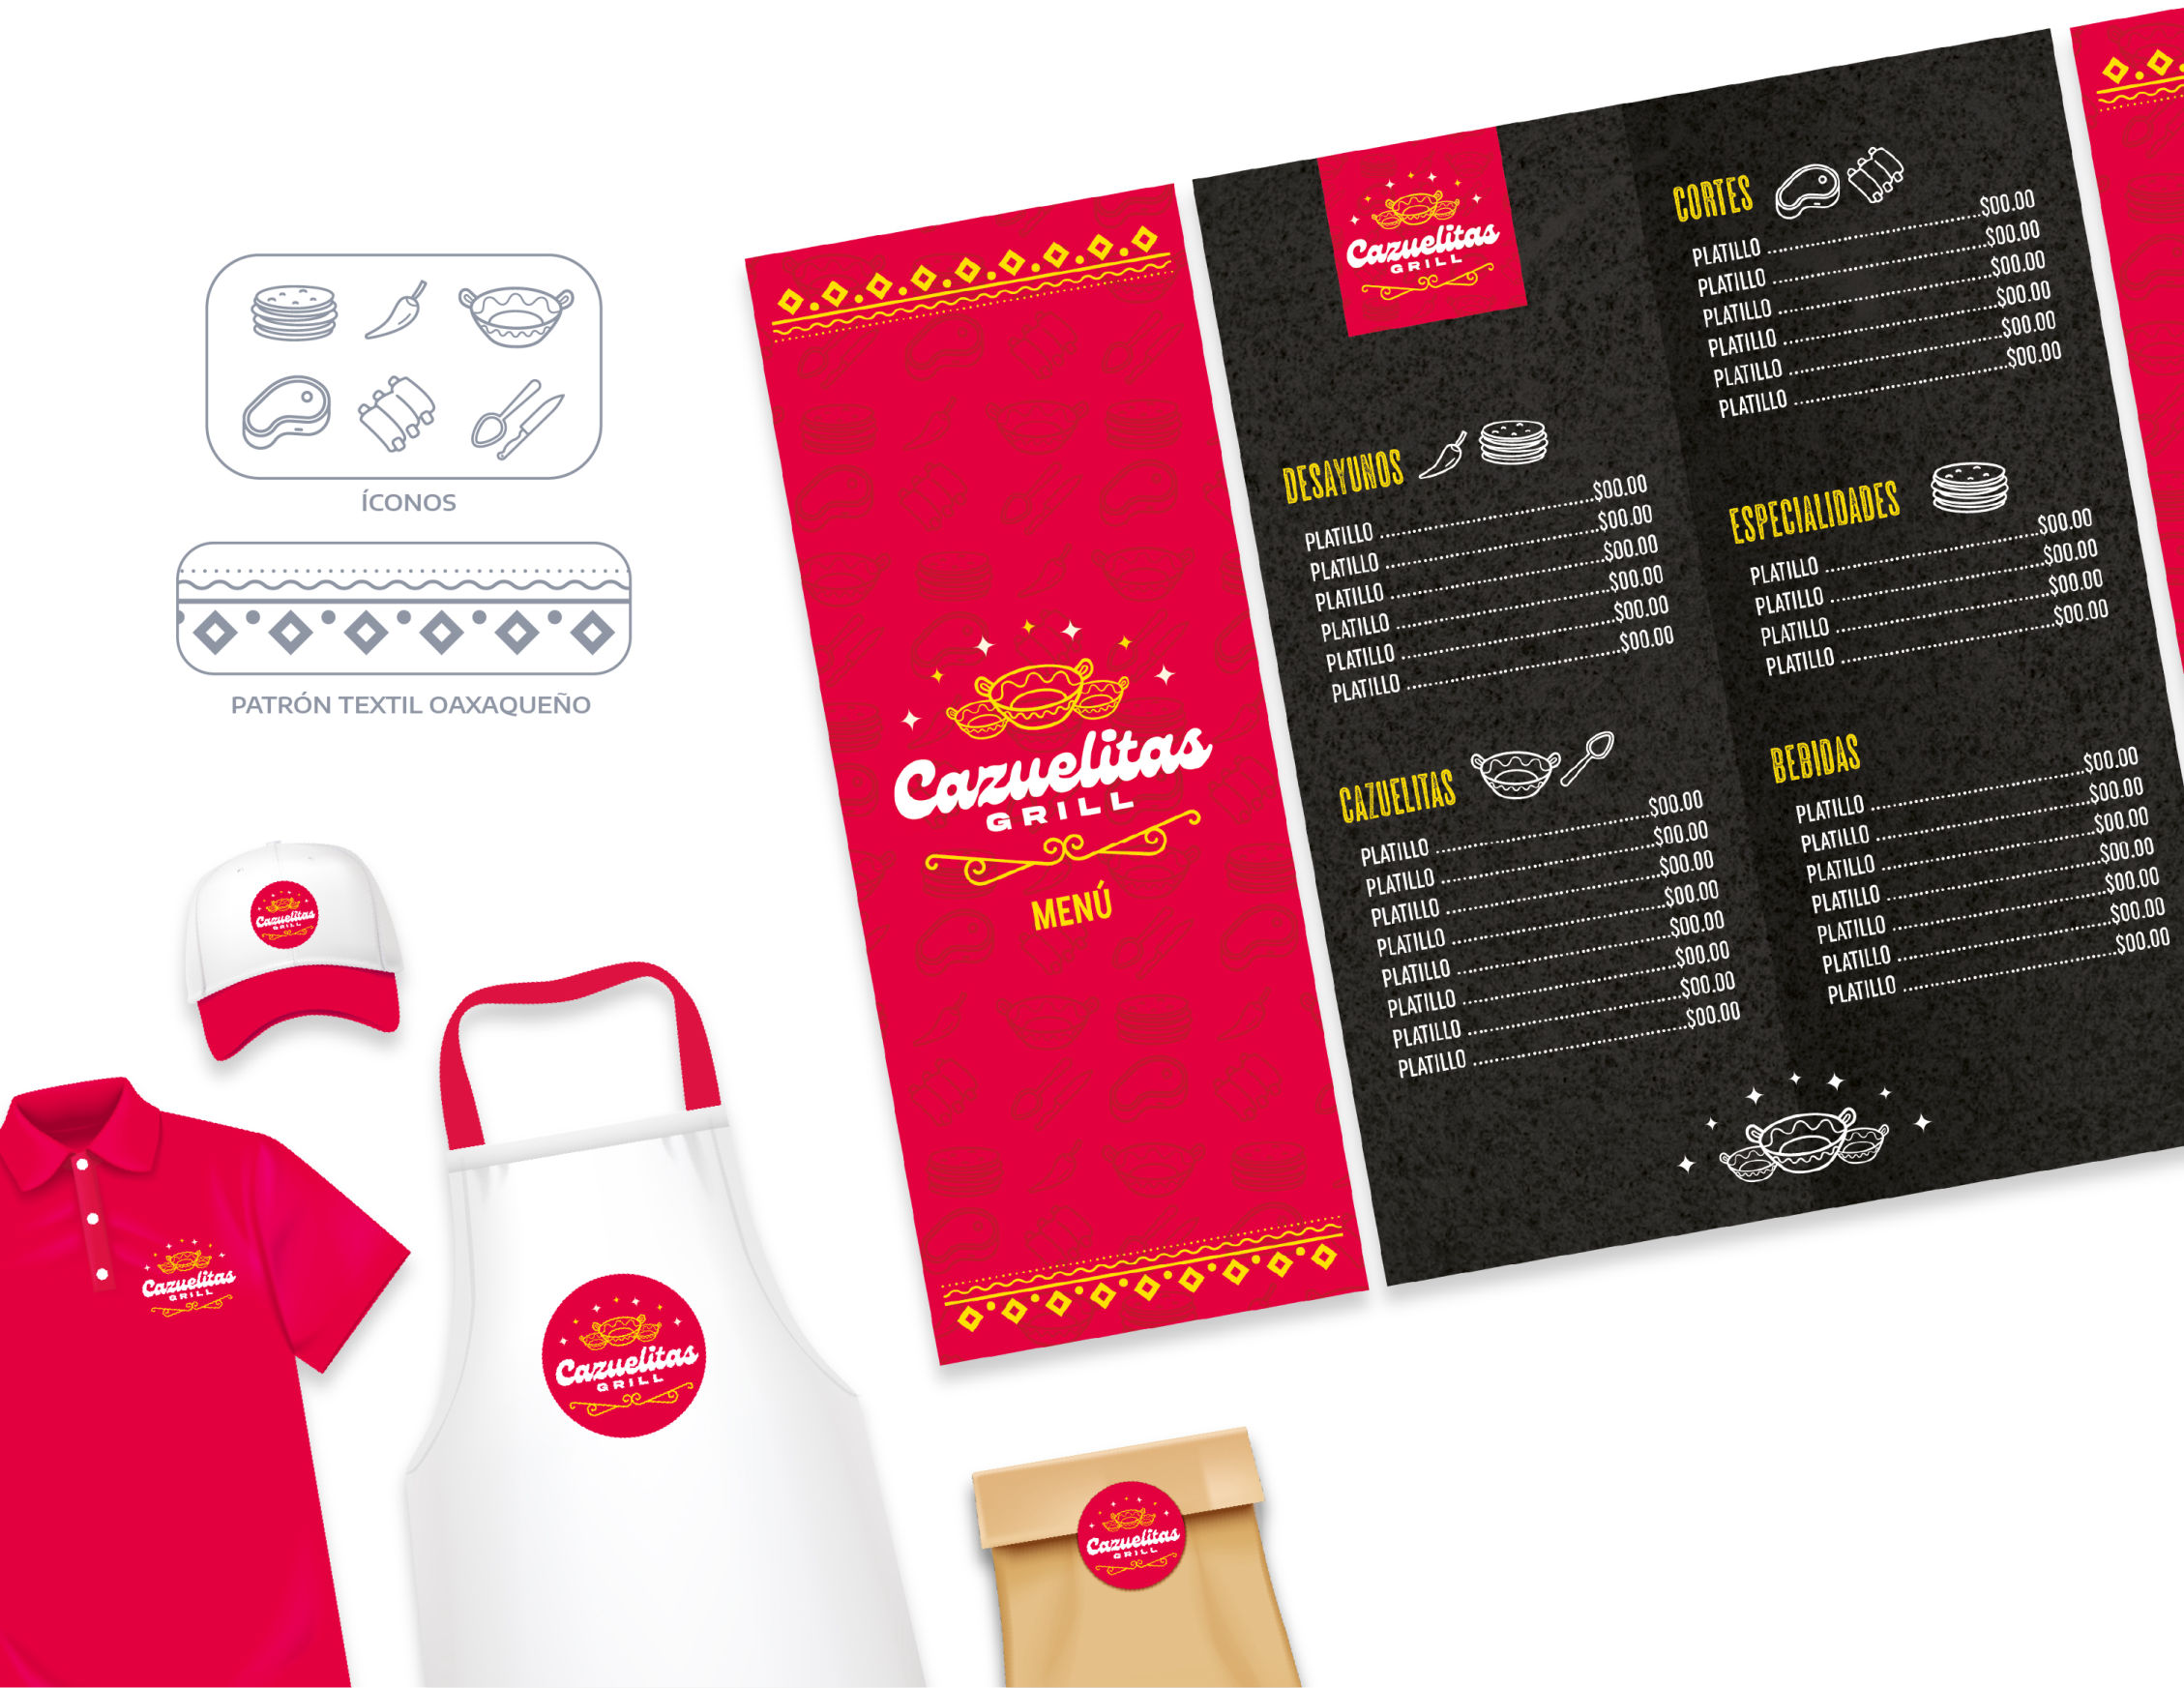 ÍCONOS
PATRÓN TEXTIL OAXAQUEÑO
Cazuelitas
GRILL
MENÚ
Cazuelitas
GRILL
DESAYUNOS
PLATILLO ........ $00.00
PLATILLO ........ $00.00
PLATILLO ........ $00.00
PLATILLO ........ $00.00
PLATILLO ........ $00.00
PLATILLO ........ $00.00
CAZUELITAS
PLATILLO ........ $00.00
PLATILLO ........ $00.00
PLATILLO ........ $00.00
PLATILLO ........ $00.00
PLATILLO ........ $00.00
PLATILLO ........ $00.00
PLATILLO ........ $00.00
PLATILLO ........ $00.00
CORTES
PLATILLO ........ $00.00
PLATILLO ........ $00.00
PLATILLO ........ $00.00
PLATILLO ........ $00.00
PLATILLO ........ $00.00
PLATILLO ........ $00.00
ESPECIALIDADES
PLATILLO ........ $00.00
PLATILLO ........ $00.00
PLATILLO ........ $00.00
PLATILLO ........ $00.00
BEBIDAS
PLATILLO ........ $00.00
PLATILLO ........ $00.00
PLATILLO ........ $00.00
PLATILLO ........ $00.00
PLATILLO ........ $00.00
PLATILLO ........ $00.00
PLATILLO ........ $00.00
Cazuelitas
GRILL
Cazuelitas
GRILL
Cazuelitas
GRILL
Cazuelitas
GRILL